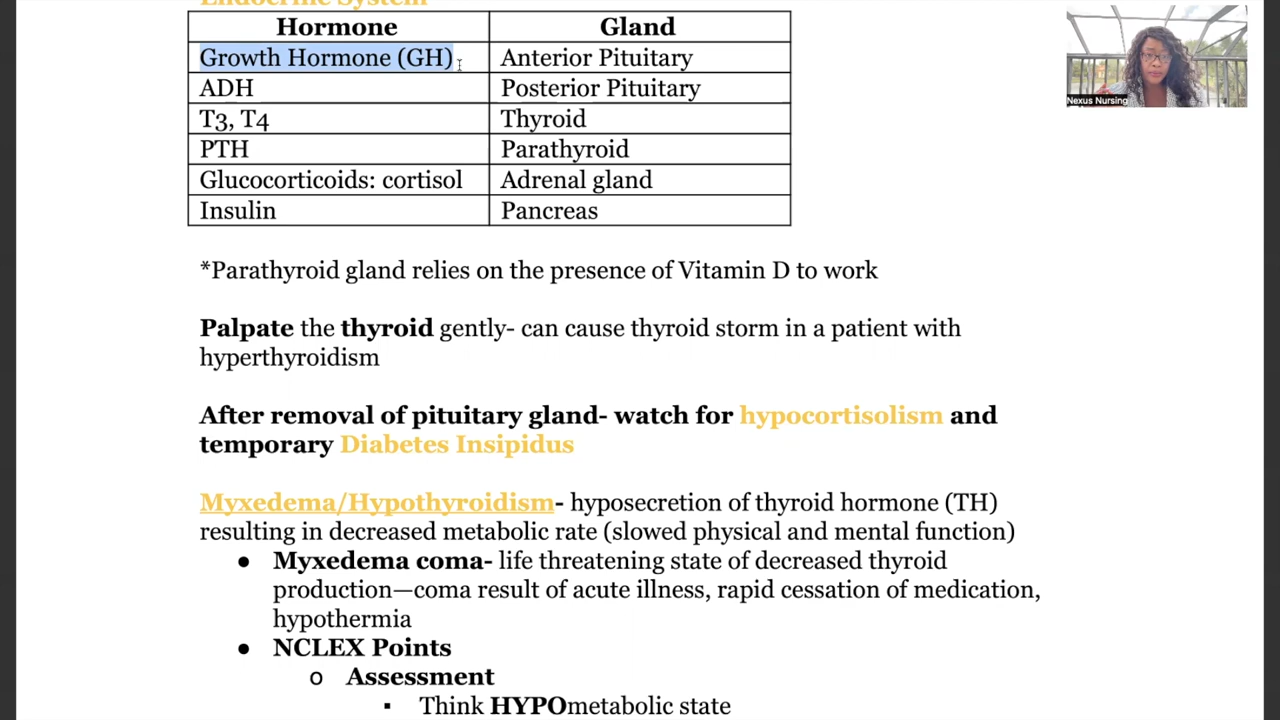 Endocrine System
Hormone Gland
Growth Hormone (GH) Anterior Pituitary
ADH Posterior Pituitary
T3, T4 Thyroid
PTH Parathyroid
Glucocorticoids: cortisol Adrenal gland
Insulin Pancreas
*Parathyroid gland relies on the presence of Vitamin D to work
Palpate the thyroid gently- can cause thyroid storm in a patient with
hyperthyroidism
After removal of pituitary gland- watch for hypocortisolism and
temporary Diabetes Insipidus
Myxedema/Hypothyroidism- hyposecretion of thyroid hormone (TH)
resulting in decreased metabolic rate (slowed physical and mental function)
● Myxedema coma- life threatening state of decreased thyroid
production—coma result of acute illness, rapid cessation of medication,
hypothermia
● NCLEX Points
o Assessment
▪ Think HYPOmetabolic state
Nexus Nursing